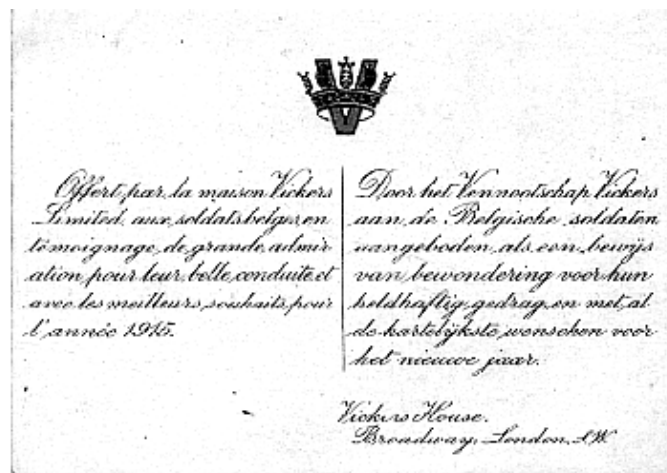 V
Offert par la maison Vickers
Limited, aux soldats belges en
témoignage de grande admir
ation pour leur belle conduite et
avec les meilleurs souhaits pour
l'année 1915.
Door het Vennootschap Vickers
aan de Belgische soldaten
aangeboden als een bewijs
van bewondering voor hun
heldhaftig gedrag en met al
de hartelijkste wenschen voor
het nieuwe jaar.
Vickers House.
Broadway, London, S.W.